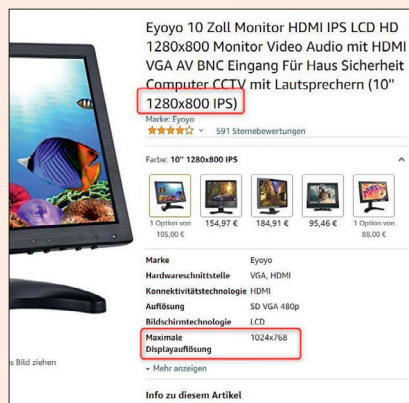 Eyoyo 10 Zoll Monitor HDMI IPS LCD HD
1280x800 Monitor Video Audio mit HDMI
VGA AV BNC Eingang Für Haus Sicherheit
Computer CCTV mit Lautsprechern (10"
1280x800 IPS)
Marke: Eyoyo
591 Sternebewertungen
Farbe: 10" 1280x800 IPS
1 Option von
105,00 €
154,97 €
184,91 €
95,46 €
1 Option von
88,00 €
Marke Eyoyo
Hardwareschnittstelle VGA, HDMI
Konnektivitätstechnologie HDMI
Auflösung SD VGA 480p
Bildschirmtechnologie LCD
Maximale 1024x768
Displayauflösung
Mehr anzeigen
s Bild ziehen
Info zu diesem Artikel